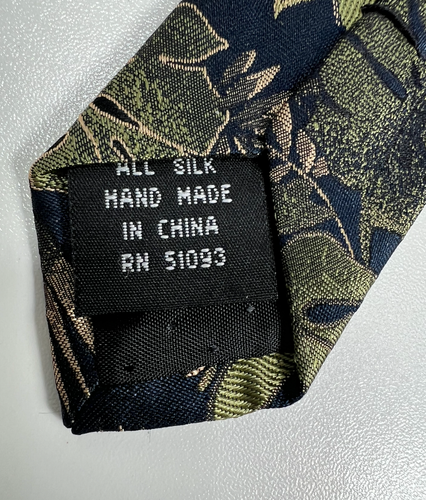 ALL SILK
HAND MADE
IN CHINA
RN 51093